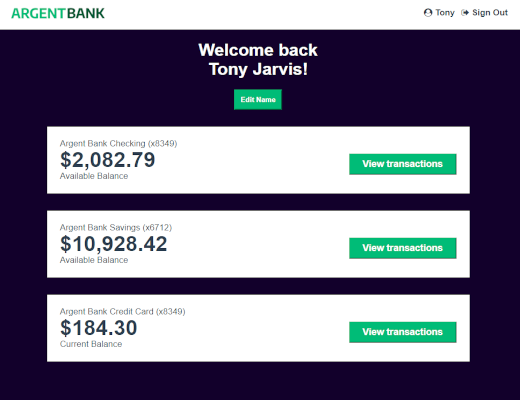 ARGENTBANK
Tony Sign Out
Welcome back
Tony Jarvis!
Edit Name
Argent Bank Checking (x8349)
$2,082.79
Available Balance
View transactions
Argent Bank Savings (x6712)
$10,928.42
Available Balance
View transactions
Argent Bank Credit Card (x8349)
$184.30
Current Balance
View transactions